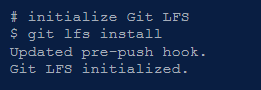 # initialize Git LFS
$ git lfs install
Updated pre-push hook.
Git LFS initialized.